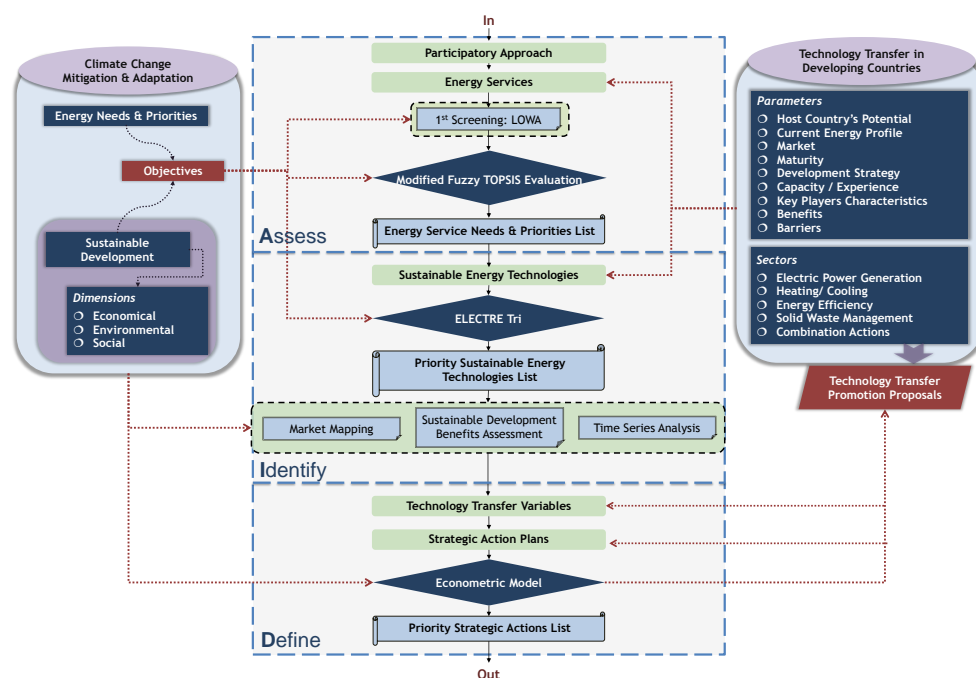 In
Climate Change
Mitigation & Adaptation
Energy Needs & Priorities
Objectives
Sustainable
Development
Dimensions
Economical
Environmental
Social
Participatory Approach
Energy Services
1st Screening: LOWA
Modified Fuzzy TOPSIS Evaluation
Energy Service Needs & Priorities List
Assess
Sustainable Energy Technologies
ELECTRE Tri
Priority Sustainable Energy
Technologies List
Market Mapping
Sustainable Development
Benefits Assessment
Time Series Analysis
Identify
Technology Transfer Variables
Strategic Action Plans
Econometric Model
Priority Strategic Actions List
Define
Out
Technology Transfer in
Developing Countries
Parameters
Host Country's Potential
Current Energy Profile
Market
Maturity
Development Strategy
Capacity / Experience
Key Players Characteristics
Benefits
Barriers
Sectors
Electric Power Generation
Heating/ Cooling
Energy Efficiency
Solid Waste Management
Combination Actions
Technology Transfer
Promotion Proposals